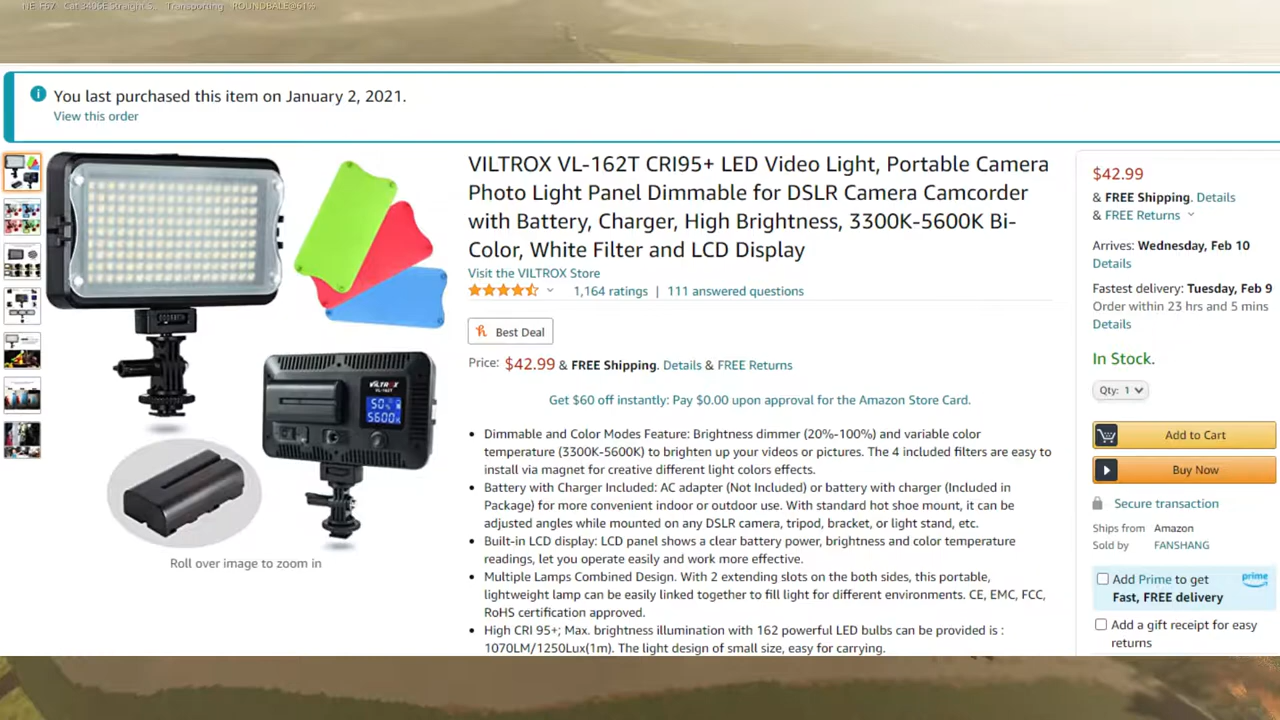 NE: F67 Cat 3406E Straight S.. Transporting ROUNDBALE@61%
You last purchased this item on January 2, 2021.
View this order
VILTROX VL-162T CRI95+ LED Video Light, Portable Camera
Photo Light Panel Dimmable for DSLR Camera Camcorder
with Battery, Charger, High Brightness, 3300K-5600K Bi-
Color, White Filter and LCD Display
Visit the VILTROX Store
1,164 ratings | 111 answered questions
Best Deal
Price: $42.99 & FREE Shipping. Details & FREE Returns
Get $60 off instantly: Pay $0.00 upon approval for the Amazon Store Card.
Dimmable and Color Modes Feature: Brightness dimmer (20%-100%) and variable color
temperature (3300K-5600K) to brighten up your videos or pictures. The 4 included filters are easy to
install via magnet for creative different light colors effects.
Battery with Charger Included: AC adapter (Not Included) or battery with charger (Included in
Package) for more convenient indoor or outdoor use. With standard hot shoe mount, it can be
adjusted angles while mounted on any DSLR camera, tripod, bracket, or light stand, etc.
Built-in LCD display: LCD panel shows a clear battery power, brightness and color temperature
readings, let you operate easily and work more effective.
Multiple Lamps Combined Design. With 2 extending slots on the both sides, this portable,
lightweight lamp can be easily linked together to fill light for different environments. CE, EMC, FCC,
RoHS certification approved.
High CRI 95+; Max. brightness illumination with 162 powerful LED bulbs can be provided is :
1070LM/1250Lux(1m). The light design of small size, easy for carrying.
VILTROX
VL-162T
50%
5600K
Roll over image to zoom in
$42.99
& FREE Shipping. Details
& FREE Returns
Arrives: Wednesday, Feb 10
Details
Fastest delivery: Tuesday, Feb 9
Order within 23 hrs and 5 mins
Details
In Stock.
Qty: 1
Add to Cart
Buy Now
Secure transaction
Ships from Amazon
Sold by FANSHANG
Add Prime to get
Fast, FREE delivery
prime
Add a gift receipt for easy
returns